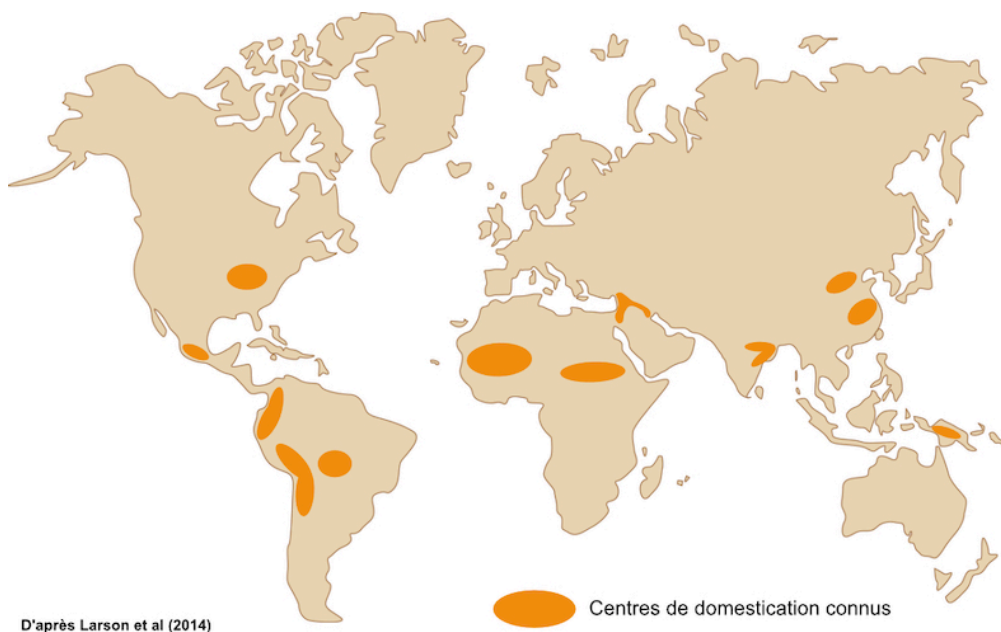 Centres de domestication connus
D'après Larson et al (2014)